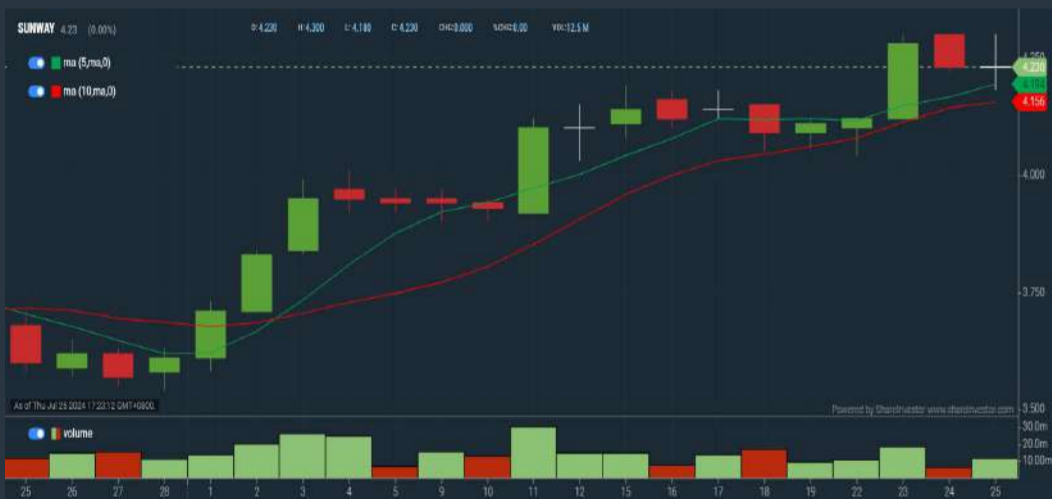 SUNWAY 4.23 (0.00%) O:4.230 H:4.300 L:4.180 C:4.230 CHG:0.000 %CHG:0.00 VOL:12.5 M
ma (5,ma,0)
ma (10,ma,0)
4.250
4.230
4.194
4.156
4.000
3.750
3.500
As of Thu Jul 25 2024 17:23:12 GMT+0800.
Powered by ShareInvestor www.shareinvestor.com
volume
30.0m
20.0m
10.00m
25 26 27 28 1 2 3 4 5 9 10 11 12 15 16 17 18 19 22 23 24 25